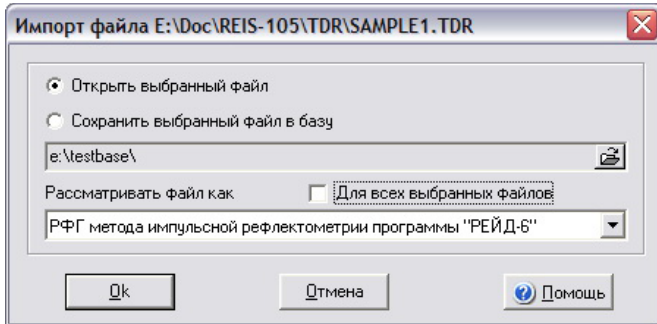 Импорт файла E:\Doc\REIS-105\TDR\SAMPLE1.TDR
Открыть выбранный файл
Сохранить выбранный файл в базу
e:\testbase\
Рассматривать файл как Для всех выбранных файлов
РФГ метода импульсной рефлектометрии программы "РЕЙД-6"
Ok Отмена Помощь